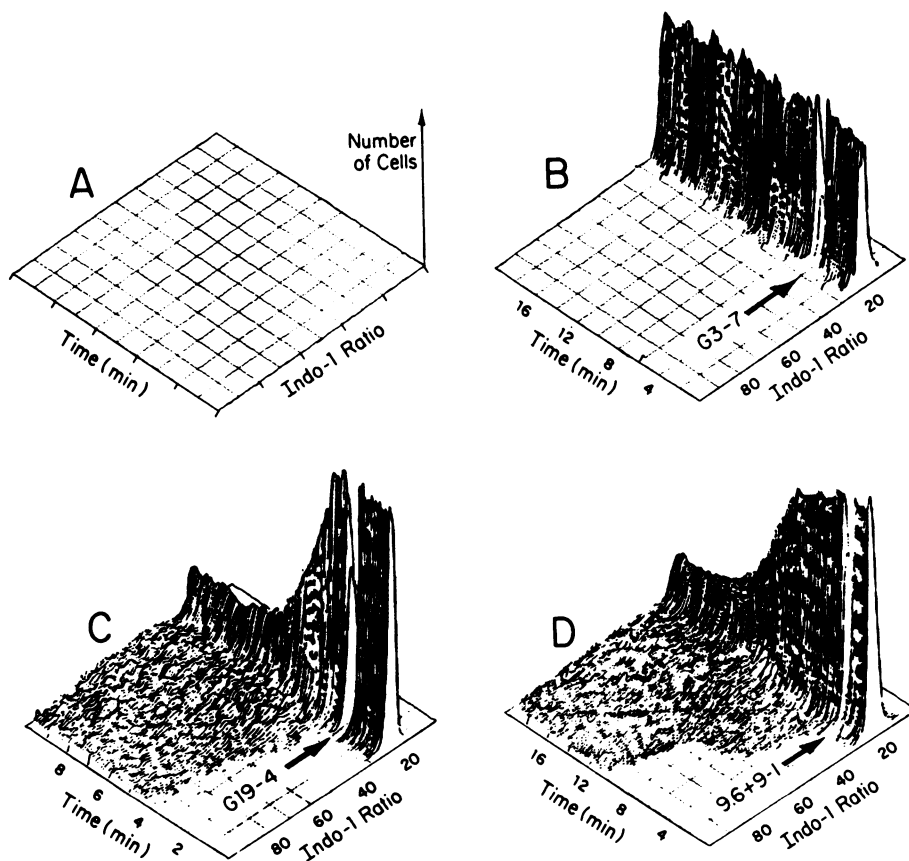 A
Number
of Cells
Time (min)
Indo-1 Ratio
B
G3-7
16
12
8
4
Time (min)
80
60
40
20
Indo-1 Ratio
C
G19-4
8
6
4
2
Time (min)
80
60
40
20
Indo-1 Ratio
D
9.6+9-1
16
12
8
4
Time (min)
80
60
40
20
Indo-1 Ratio